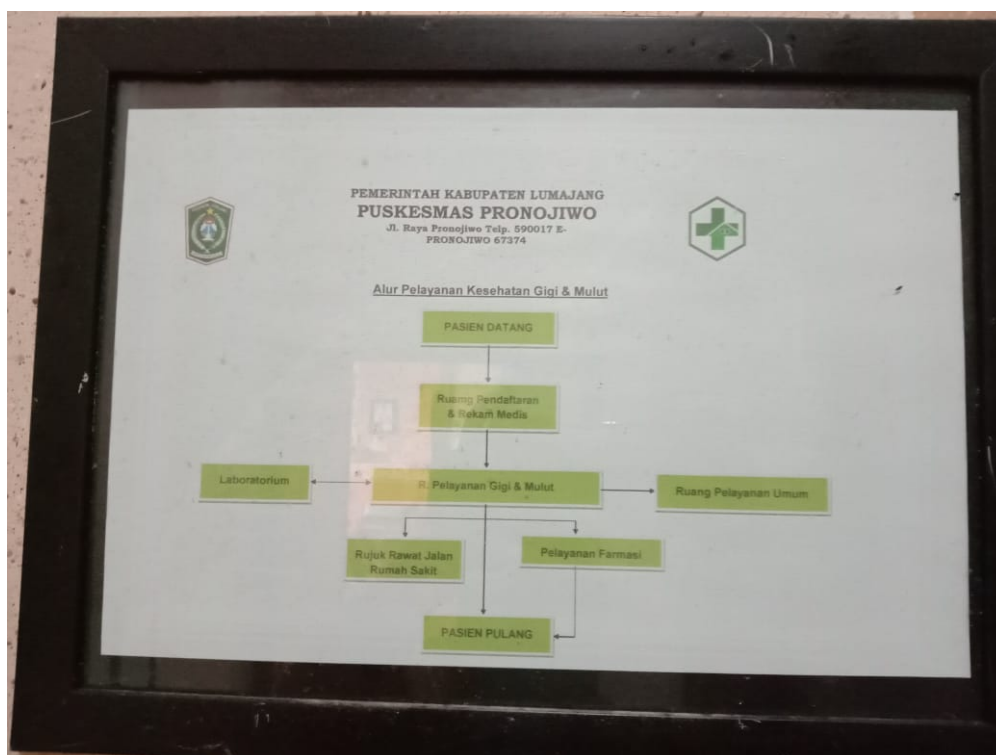 PEMERINTAH KABUPATEN LUMAJANG
PUSKESMAS PRONOJIWO
Jl. Raya Pronojiwo Telp. 590017 E-
PRONOJIWO 67374
Alur Pelayanan Kesehatan Gigi & Mulut
PASIEN DATANG
Ruang Pendaftaran
& Rekam Medis
Laboratorium
R. Pelayanan Gigi & Mulut
Ruang Pelayanan Umum
Rujuk Rawat Jalan
Rumah Sakit
Pelayanan Farmasi
PASIEN PULANG